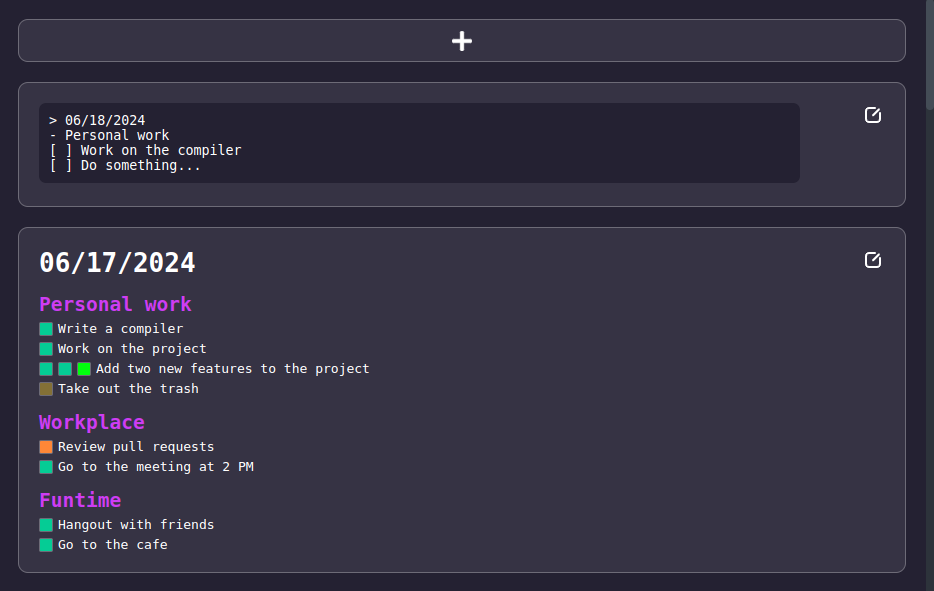 > 06/18/2024
- Personal work
[ ] Work on the compiler
[ ] Do something...
06/17/2024
Personal work
Write a compiler
Work on the project
Add two new features to the project
Take out the trash
Workplace
Review pull requests
Go to the meeting at 2 PM
Funtime
Hangout with friends
Go to the cafe